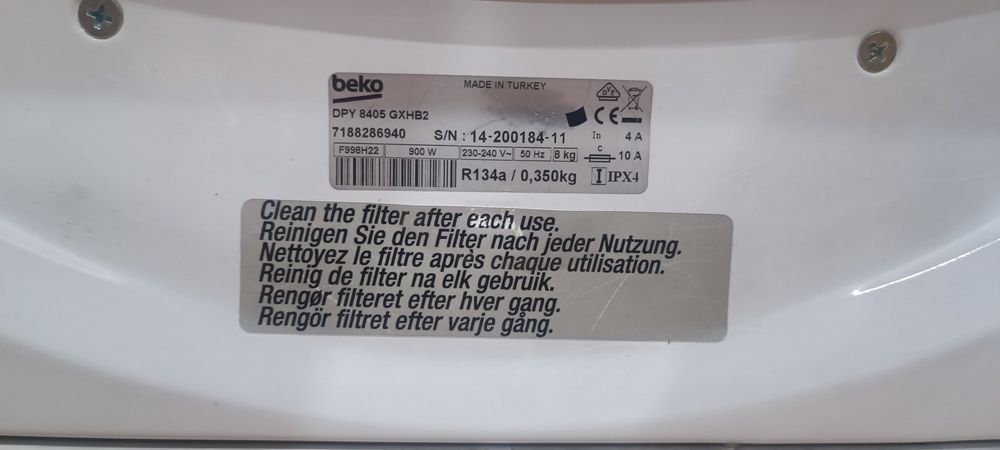 beko
MADE IN TURKEY
DPY 8405 GXHB2
7188286940 S/N : 14-200184-11
In 4 A
F998H22 900 W 230-240 V~ 50 Hz 8 kg
C 10 A
R134a / 0,350kg IPX4
Clean the filter after each use.
Reinigen Sie den Filter nach jeder Nutzung.
Nettoyez le filtre après chaque utilisation.
Reinig de filter na elk gebruik.
Rengør filteret efter hver gang.
Rengör filtret efter varje gång.